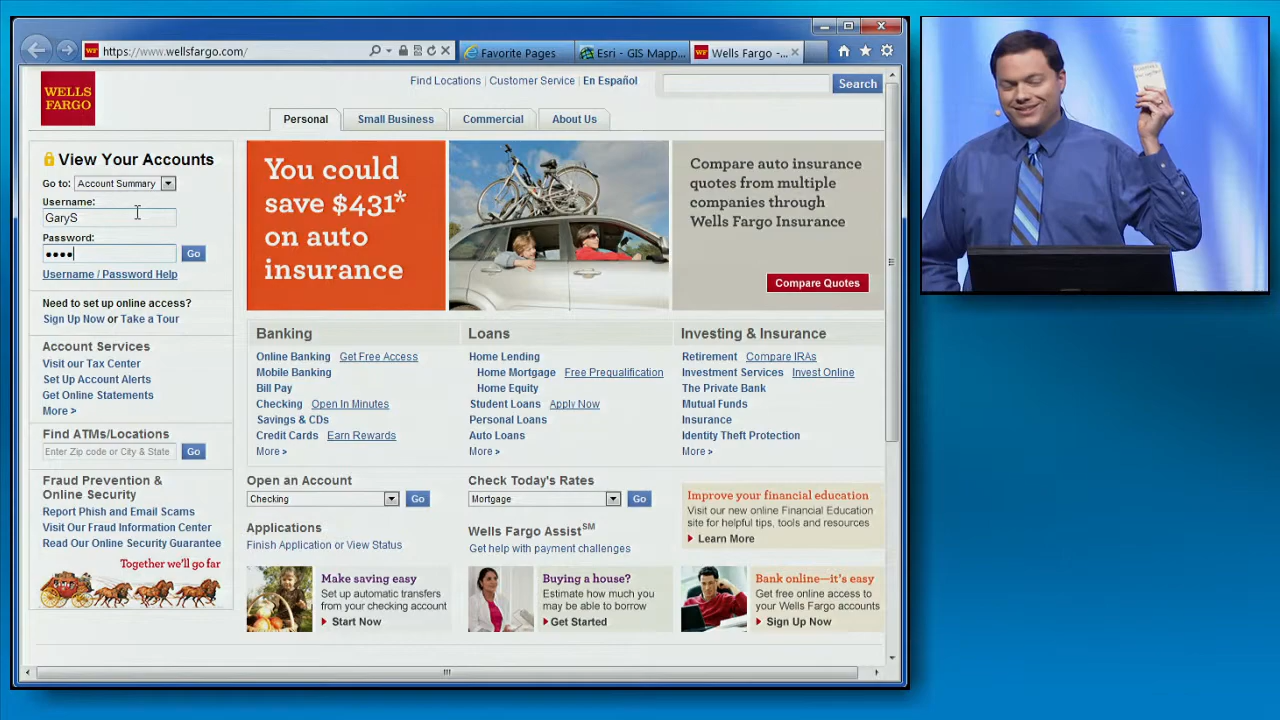 https://www.wellsfargo.com/
Favorite Pages
Esri - GIS Mapp...
Wells Fargo -...
WF
WF
WELLS
FARGO
Find Locations | Customer Service | En Español
Search
Personal
Small Business
Commercial
About Us
View Your Accounts
Go to: Account Summary
Username:
GaryS
Password:
••••
Go
Username / Password Help
Need to set up online access?
Sign Up Now or Take a Tour
Account Services
Visit our Tax Center
Set Up Account Alerts
Get Online Statements
More >
Find ATMs/Locations
Enter Zip code or City & State
Go
Fraud Prevention &
Online Security
Report Phish and Email Scams
Visit Our Fraud Information Center
Read Our Online Security Guarantee
Together we'll go far
You could
save $431*
on auto
insurance
Compare auto insurance
quotes from multiple
companies through
Wells Fargo Insurance
Compare Quotes
Banking
Online Banking Get Free Access
Mobile Banking
Bill Pay
Checking Open In Minutes
Savings & CDs
Credit Cards Earn Rewards
More >
Loans
Home Lending
Home Mortgage Free Prequalification
Home Equity
Student Loans Apply Now
Personal Loans
Auto Loans
More >
Investing & Insurance
Retirement Compare IRAs
Investment Services Invest Online
The Private Bank
Mutual Funds
Insurance
Identity Theft Protection
More >
Open an Account
Checking
Go
Applications
Finish Application or View Status
Check Today's Rates
Mortgage
Go
Wells Fargo Assist℠
Get help with payment challenges
Improve your financial education
Visit our new online Financial Education
site for helpful tips, tools and resources
Learn More
Make saving easy
Set up automatic transfers
from your checking account
Start Now
Buying a house?
Estimate how much you
may be able to borrow
Get Started
Bank online—it's easy
Get free online access to
your Wells Fargo accounts
Sign Up Now